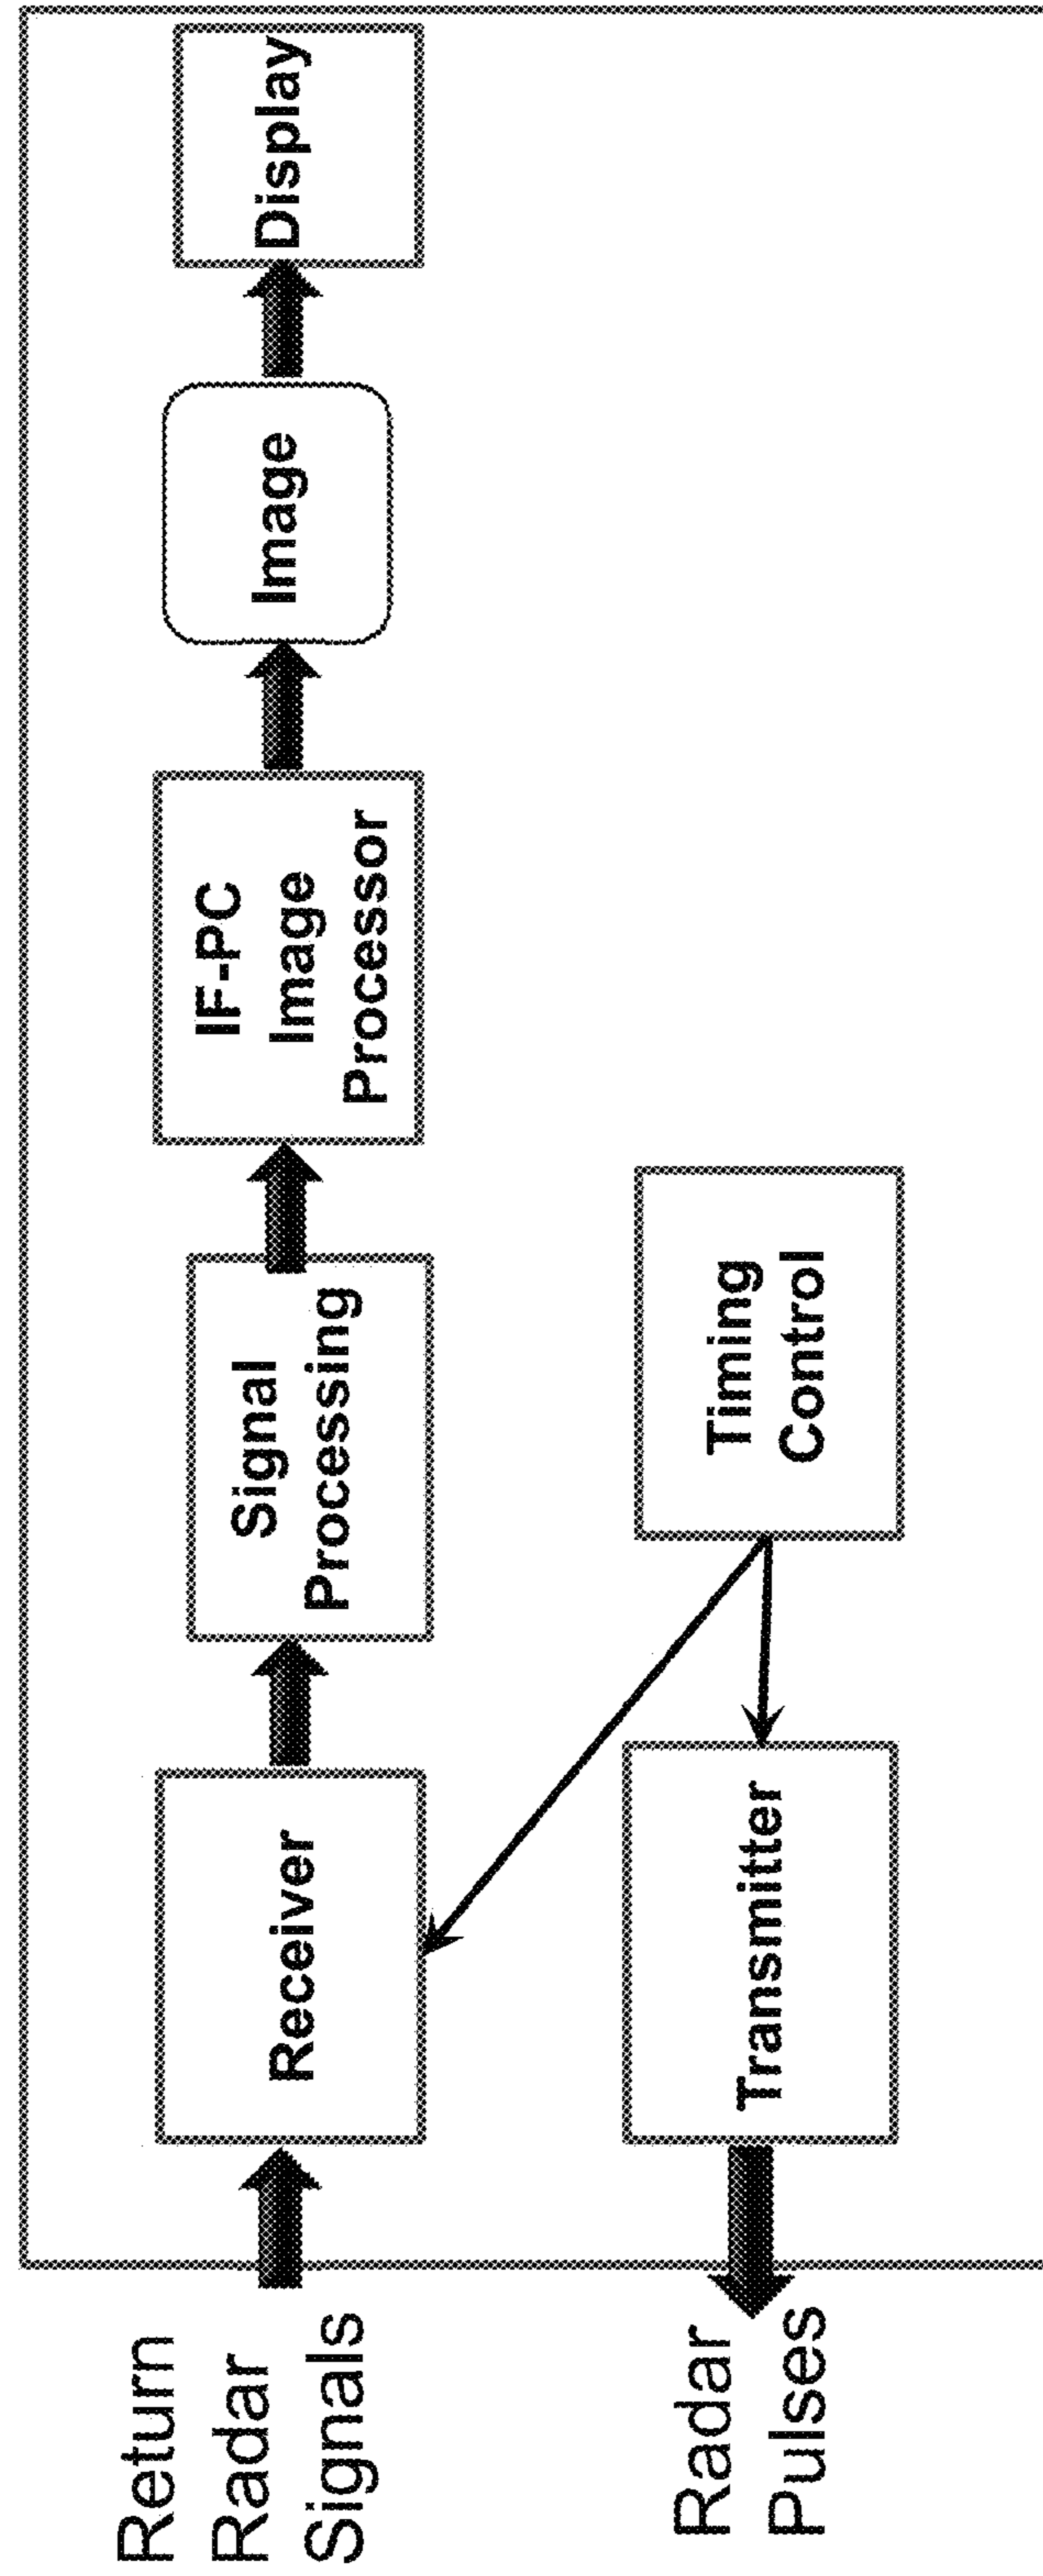 Return
Radar
Signals
Receiver
Signal
Processing
IF-PC
Image
Processor
Image
Display
Radar
Pulses
Transmitter
Timing
Control